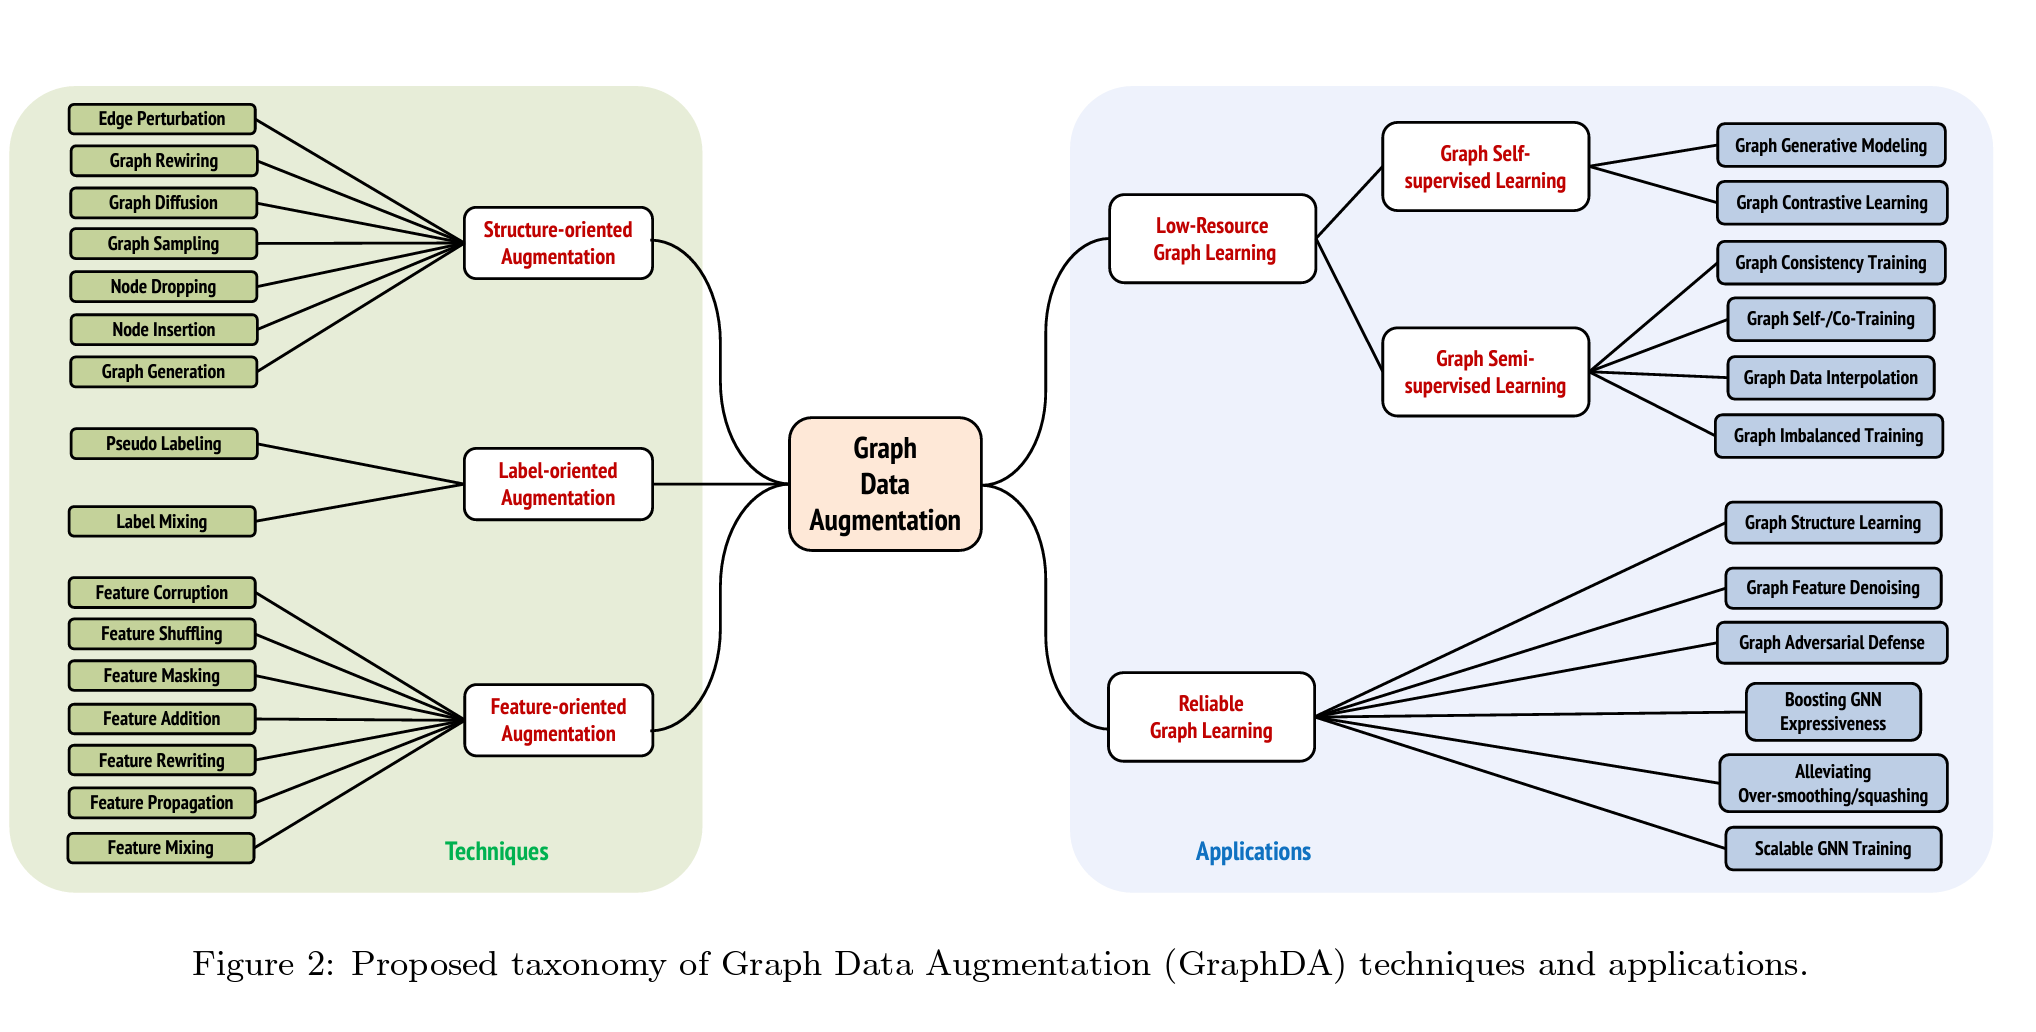 Edge Perturbation
Graph Rewiring
Graph Diffusion
Graph Sampling
Node Dropping
Node Insertion
Graph Generation
Structure-oriented
Augmentation
Pseudo Labeling
Label Mixing
Label-oriented
Augmentation
Feature Corruption
Feature Shuffling
Feature Masking
Feature Addition
Feature Rewriting
Feature Propagation
Feature Mixing
Feature-oriented
Augmentation
Techniques
Graph
Data
Augmentation
Low-Resource
Graph Learning
Graph Self-
supervised Learning
Graph Generative Modeling
Graph Contrastive Learning
Graph Semi-
supervised Learning
Graph Consistency Training
Graph Self-/Co-Training
Graph Data Interpolation
Graph Imbalanced Training
Reliable
Graph Learning
Graph Structure Learning
Graph Feature Denoising
Graph Adversarial Defense
Boosting GNN
Expressiveness
Alleviating
Over-smoothing/squashing
Scalable GNN Training
Applications
Figure 2: Proposed taxonomy of Graph Data Augmentation (GraphDA) techniques and applications.